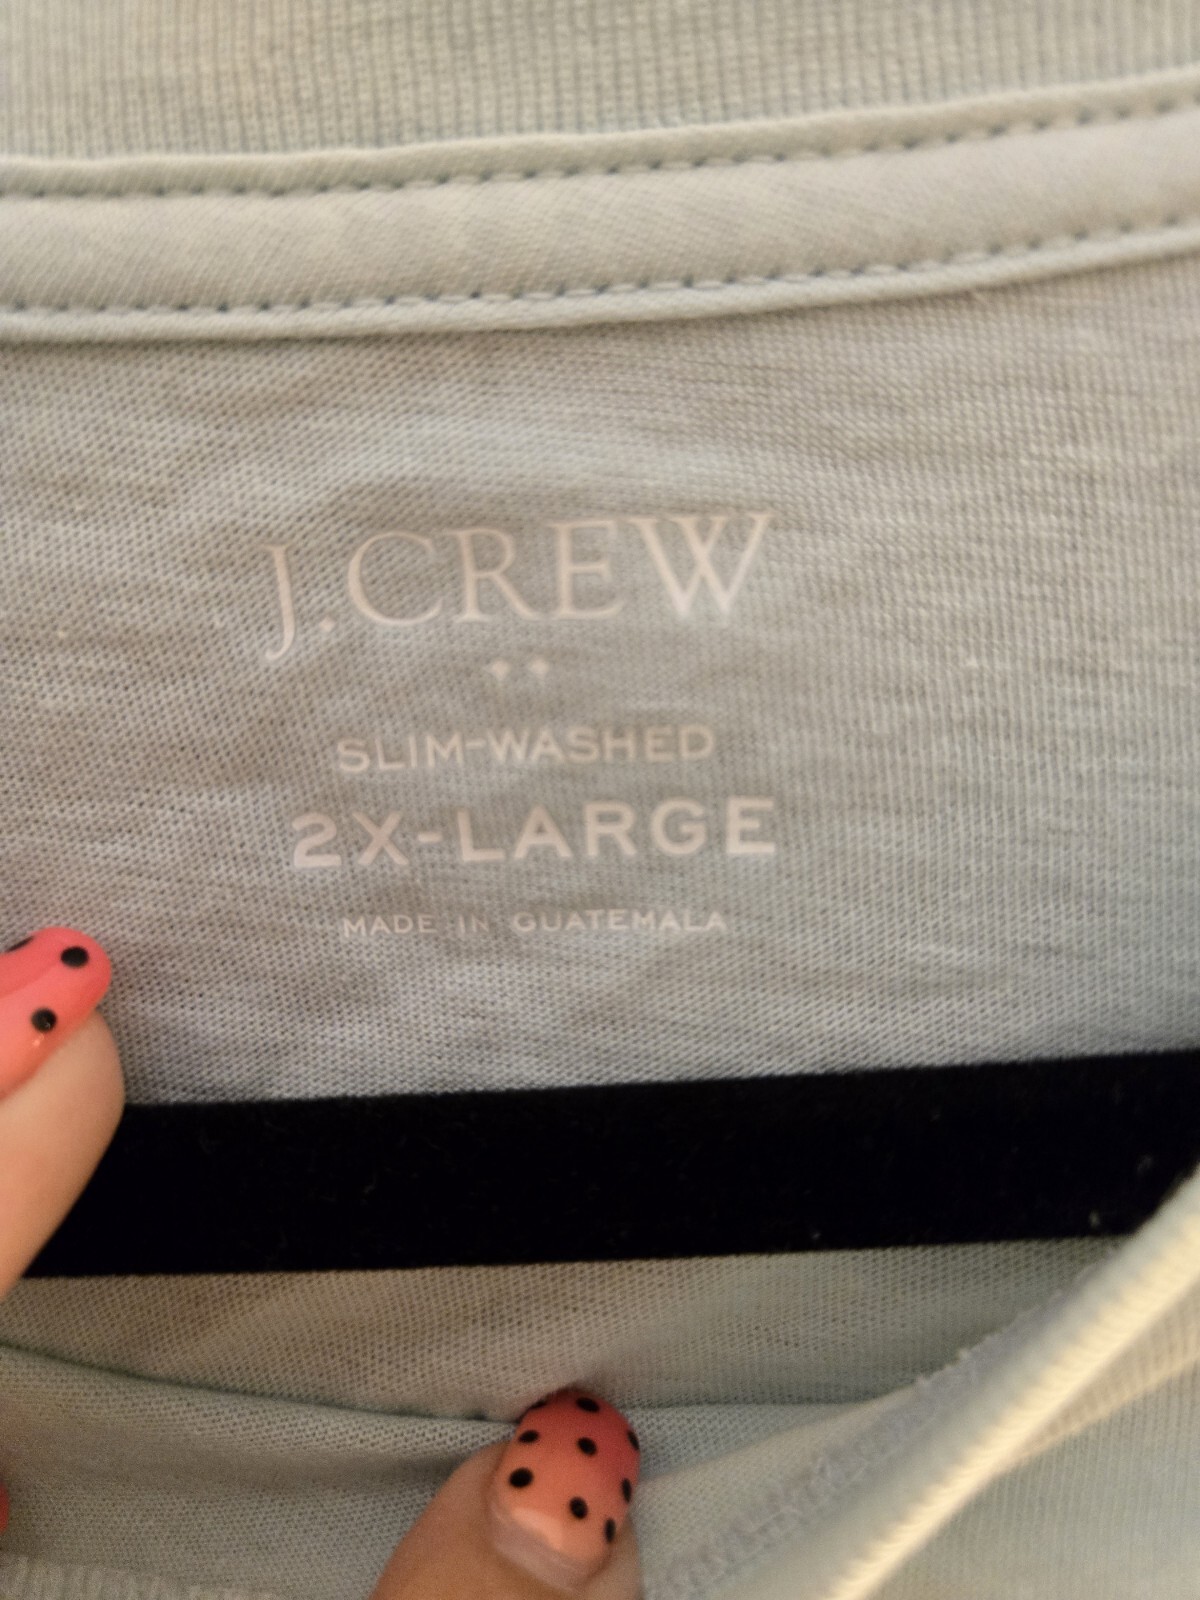 J.CREW
SLIM-WASHED
2X-LARGE
MADE IN GUATEMALA